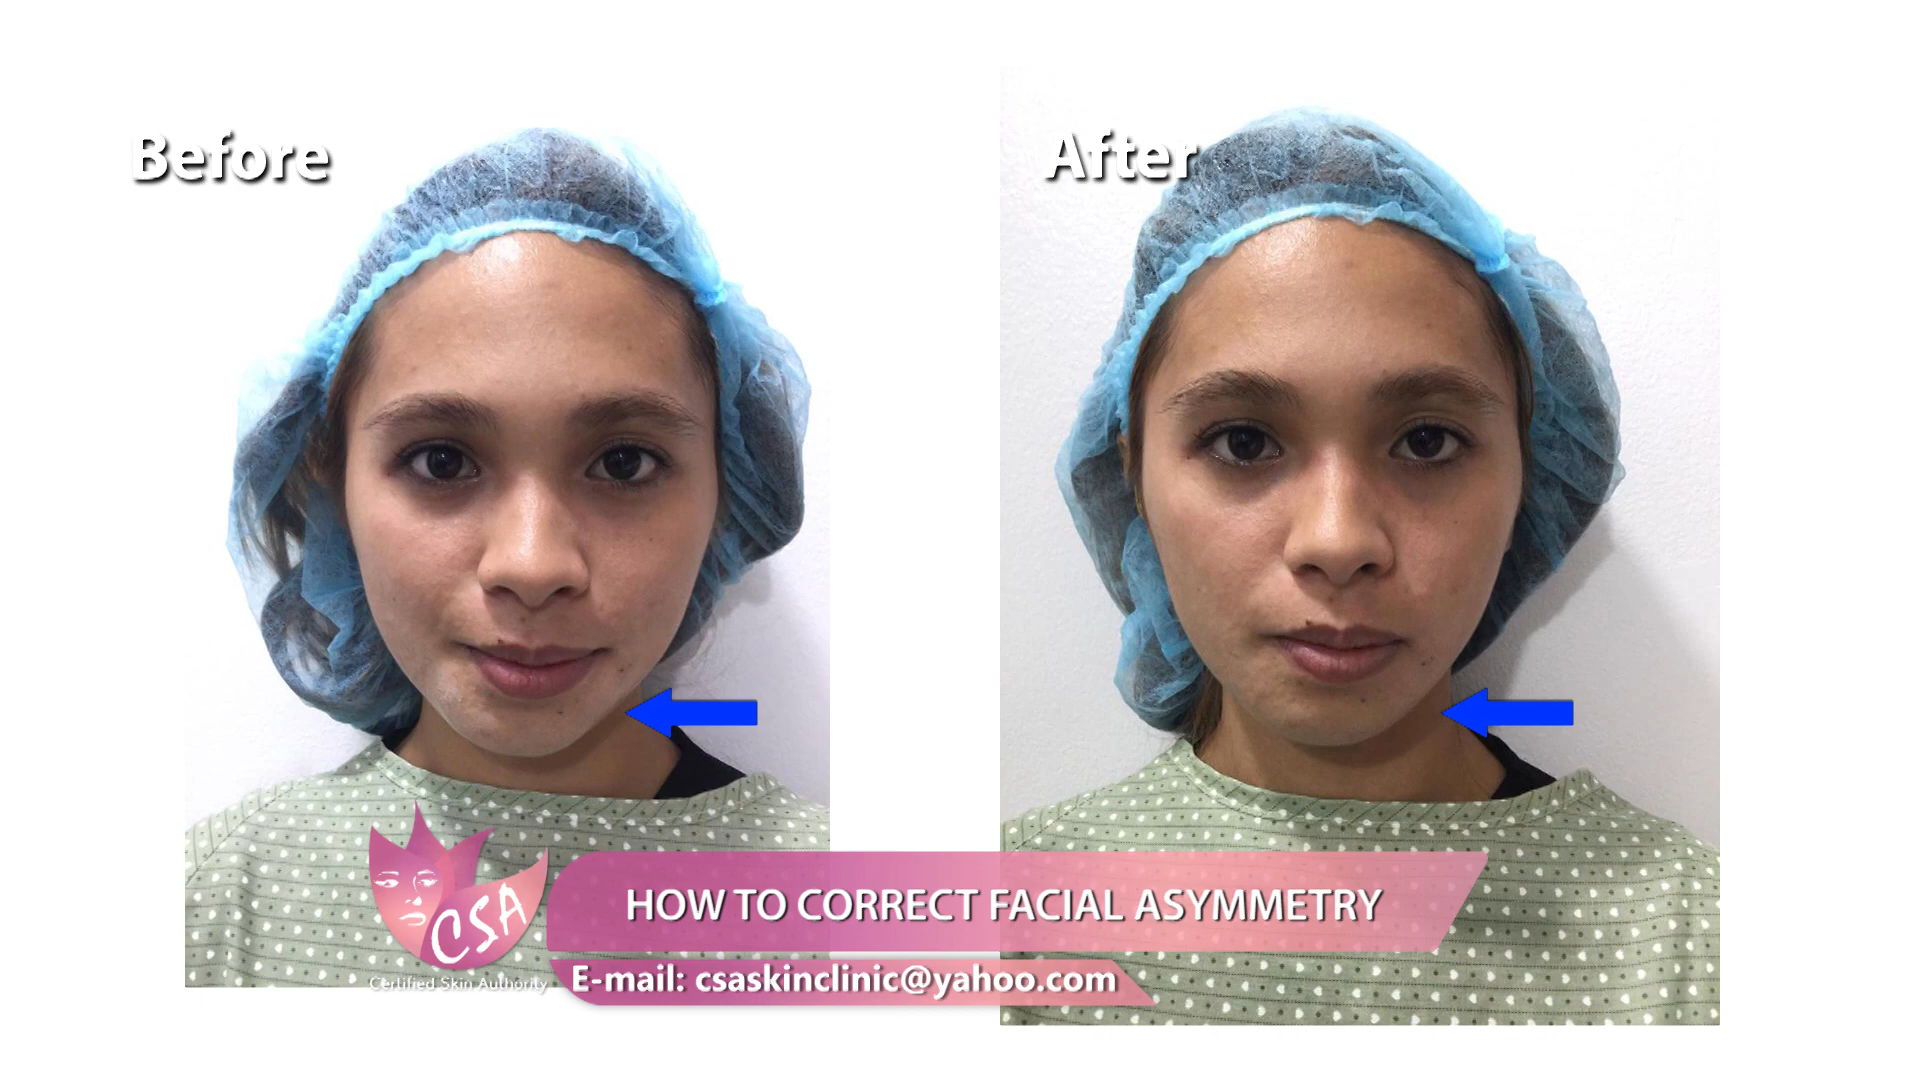 Before
After
HOW TO CORRECT FACIAL ASYMMETRY
CSA
Certified Skin Authority
E-mail: csaskinclinic@yahoo.com